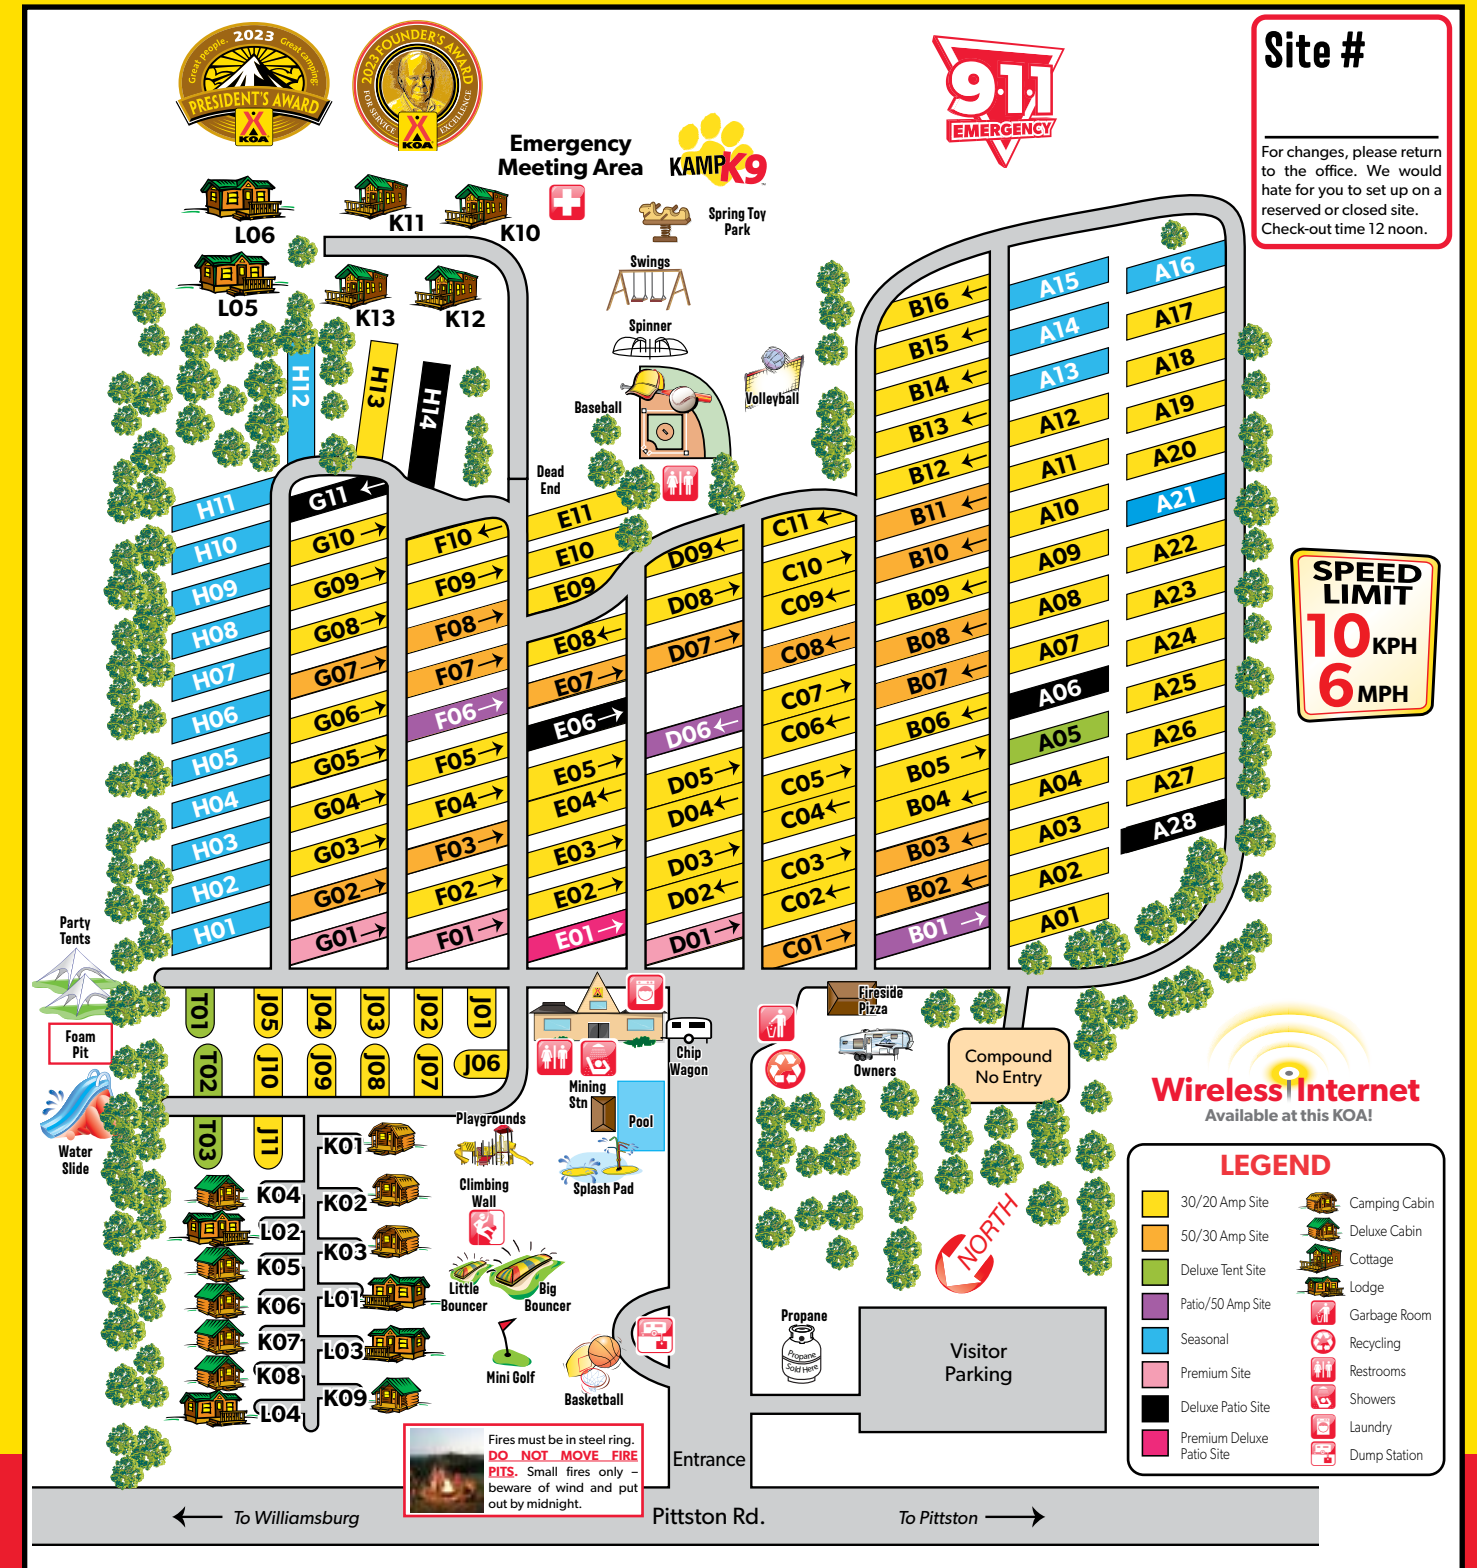 Great people. 2023 Great camping.
PRESIDENT'S AWARD
KOA
2023 FOUNDER'S AWARD
FOR SERVICE EXCELLENCE
KOA
Emergency
Meeting Area
KAMP K9
911
EMERGENCY
Site #
For changes, please return
to the office. We would
hate for you to set up on a
reserved or closed site.
Check-out time 12 noon.
L06
K11
K10
L05
K13
K12
Spring Toy
Park
Swings
Spinner
Baseball
Volleyball
Dead
End
H12
H13
H14
H11
H10
H09
H08
H07
H06
H05
H04
H03
H02
H01
G11 ←
G10 →
G09 →
G08 →
G07 →
G06 →
G05 →
G04 →
G03 →
G02 →
G01 →
F10 ←
F09 →
F08 →
F07 →
F06 →
F05 →
F04 →
F03 →
F02 →
F01 →
E11
E10
E09
E08 ←
E07 →
E06 →
E05 →
E04 ←
E03 →
E02 →
E01 →
D09 ←
D08 →
D07 →
D06 ←
D05 →
D04 ←
D03 →
D02 ←
D01 →
C11 ←
C10 →
C09 ←
C08 ←
C07 →
C06 ←
C05 →
C04 ←
C03 →
C02 ←
C01 →
B16 ←
B15 ←
B14 ←
B13 ←
B12 ←
B11 ←
B10 ←
B09 ←
B08 ←
B07 ←
B06 ←
B05 →
B04 ←
B03 ←
B02 ←
B01 →
A15
A14
A13
A12
A11
A10
A09
A08
A07
A06
A05
A04
A03
A02
A01
A16
A17
A18
A19
A20
A21
A22
A23
A24
A25
A26
A27
A28
SPEED
LIMIT
10 KPH
6 MPH
Party
Tents
Foam
Pit
Water
Slide
T01
J05
J04
J03
J02
J01
T02
J10
J09
J08
J07
J06
T03
J11
Chip
Wagon
Mining
Stn
Pool
Splash Pad
Fireside
Pizza
Owners
Compound
No Entry
Wireless Internet
Available at this KOA!
Playgrounds
Climbing
Wall
Little
Bouncer
Big
Bouncer
Mini Golf
Basketball
K01
K04
K02
L02
K03
K05
L01
K06
K07
L03
K08
K09
L04
NORTH
Propane
Propane
Sold Here
Visitor
Parking
LEGEND
30/20 Amp Site
50/30 Amp Site
Deluxe Tent Site
Patio/50 Amp Site
Seasonal
Premium Site
Deluxe Patio Site
Premium Deluxe
Patio Site
Camping Cabin
Deluxe Cabin
Cottage
Lodge
Garbage Room
Recycling
Restrooms
Showers
Laundry
Dump Station
Fires must be in steel ring.
DO NOT MOVE FIRE
PITS. Small fires only –
beware of wind and put
out by midnight.
Entrance
← To Williamsburg
Pittston Rd.
To Pittston →